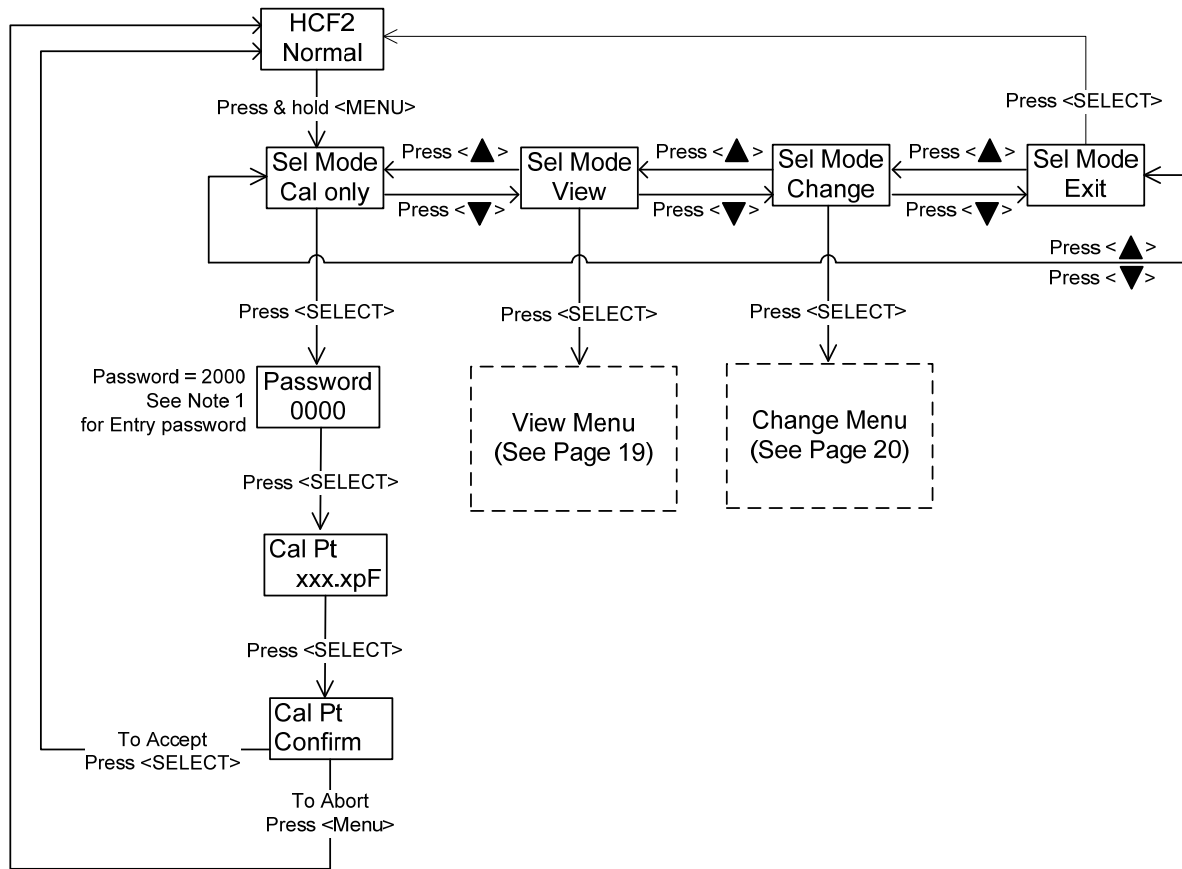 HCF2
Normal
Press & hold <MENU>
Press <SELECT>
Sel Mode
Cal only
Press <▲>
Press <▼>
Sel Mode
View
Press <▲>
Press <▼>
Sel Mode
Change
Press <▲>
Press <▼>
Sel Mode
Exit
Press <▲>
Press <▼>
Press <SELECT>
Press <SELECT>
Press <SELECT>
Password = 2000
See Note 1
for Entry password
Password
0000
View Menu
(See Page 19)
Change Menu
(See Page 20)
Press <SELECT>
Cal Pt
xxx.xpF
Press <SELECT>
Cal Pt
Confirm
To Accept
Press <SELECT>
To Abort
Press <Menu>